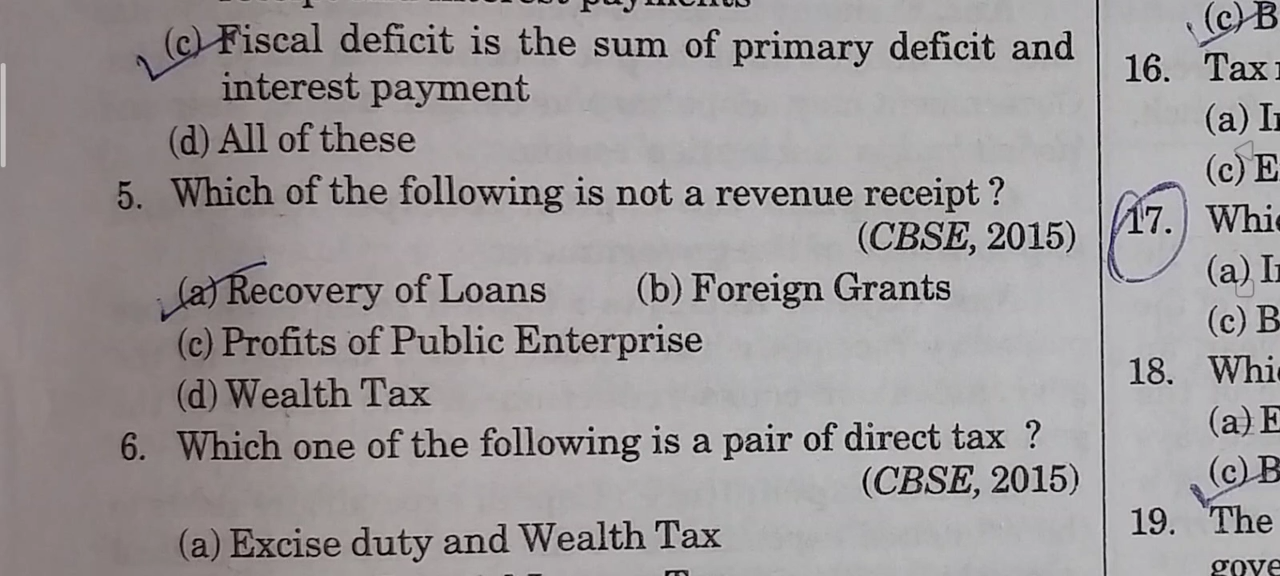 (c) Fiscal deficit is the sum of primary deficit and
interest payment
(d) All of these
5. Which of the following is not a revenue receipt ?
(CBSE, 2015)
(a) Recovery of Loans (b) Foreign Grants
(c) Profits of Public Enterprise
(d) Wealth Tax
6. Which one of the following is a pair of direct tax ?
(CBSE, 2015)
(a) Excise duty and Wealth Tax
(c) B
16. Tax
(a)
(c) E
17.
(a)
(c) B
18.
(a) E
(c) B
19. The